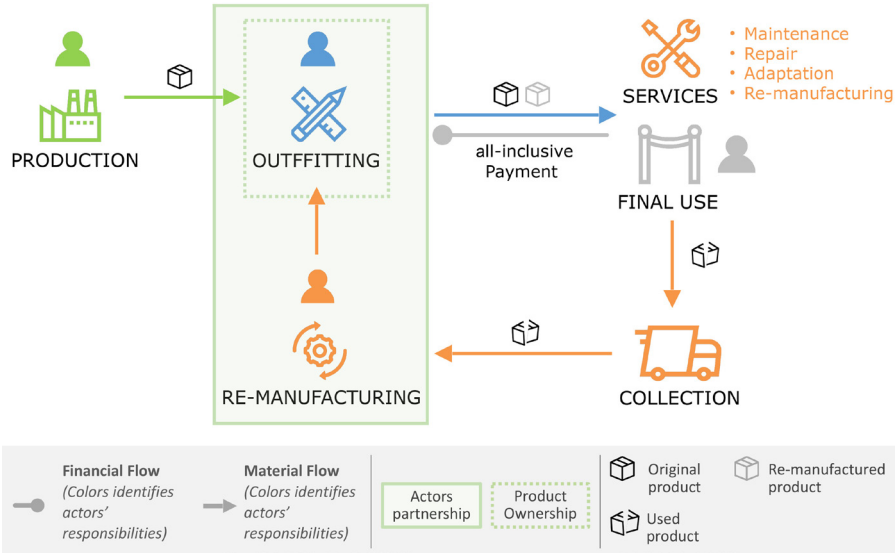 PRODUCTION
OUTFFITTING
all-inclusive
Payment
SERVICES
• Maintenance
• Repair
• Adaptation
• Re-manufacturing
FINAL USE
RE-MANUFACTURING
COLLECTION
Financial Flow
(Colors identifies
actors’
responsibilities)
Material Flow
(Colors identifies
actors’
responsibilities)
Actors
partnership
Product
Ownership
Original
product
Re-manufactured
product
Used
product